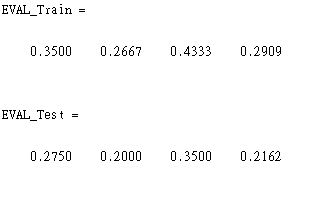 EVAL_Train =
0.3500 0.2667 0.4333 0.2909
EVAL_Test =
0.2750 0.2000 0.3500 0.2162